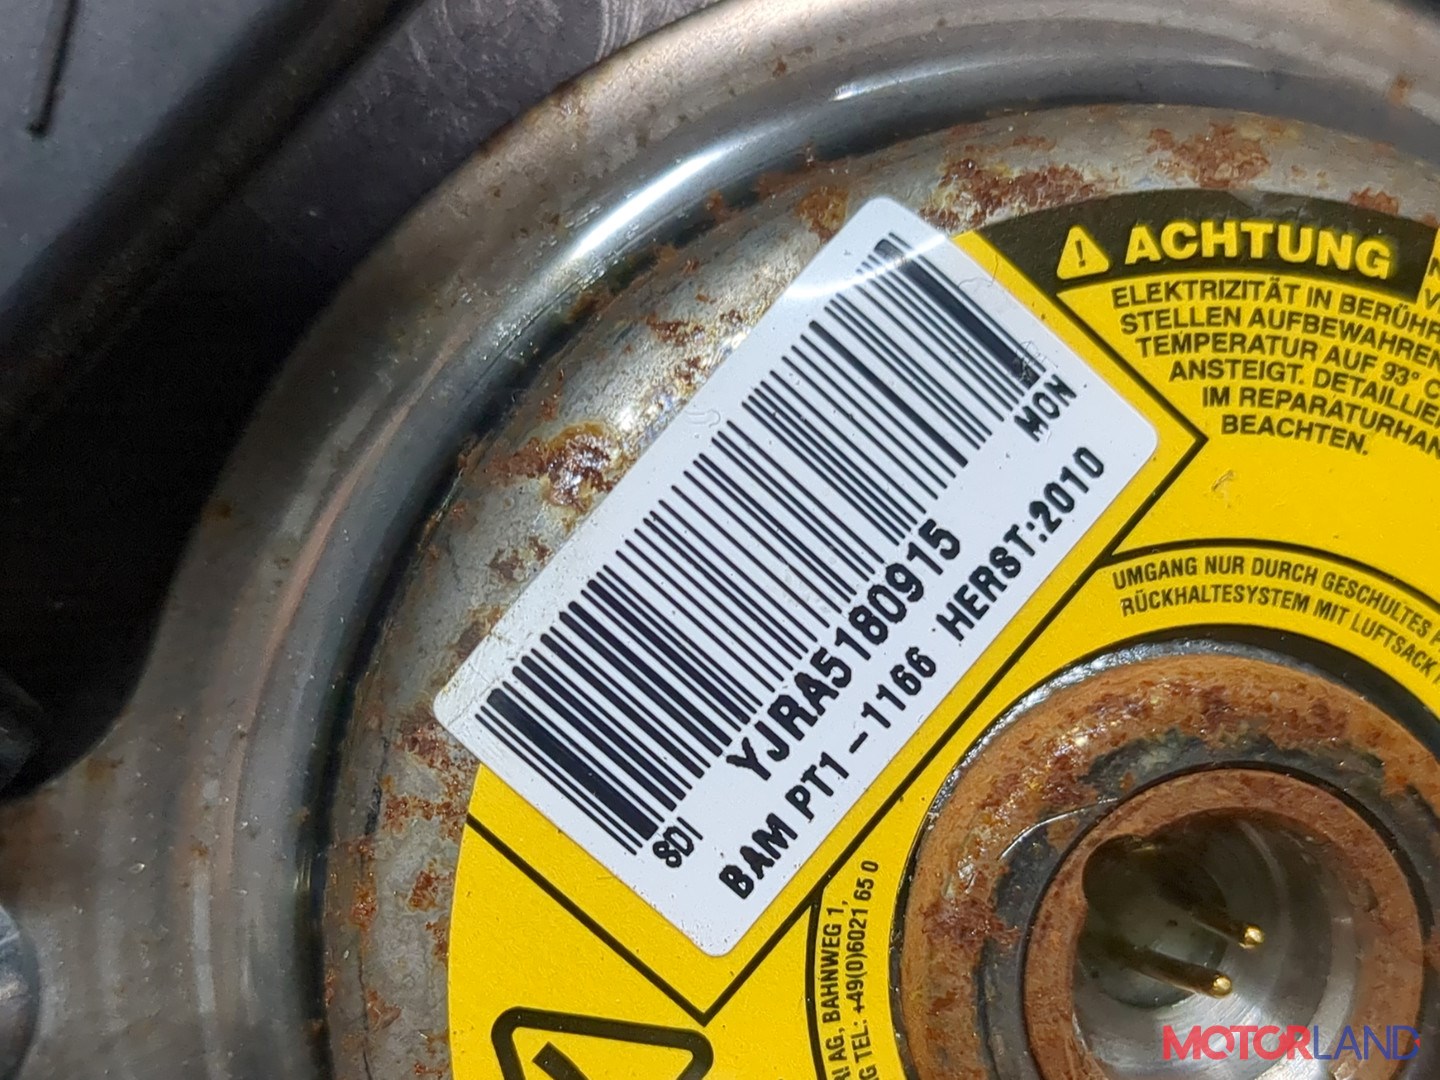 MON
SDI
YJRA5180915
BAM PT1-1166 HERST:2010
ACHTUNG
ELEKTRIZITÄT IN BERÜHR
STELLEN AUFBEWAHREN
TEMPERATUR AUF 93° C
ANSTEIGT. DETAILLIE
IM REPARATURHAN
BEACHTEN.
UMGANG NUR DURCH GESCHULTES P
RÜCKHALTESYSTEM MIT LUFTSACK
AG, BAHNWEG 1,
G TEL: +49(0)6021 65 0
MOTORLAND